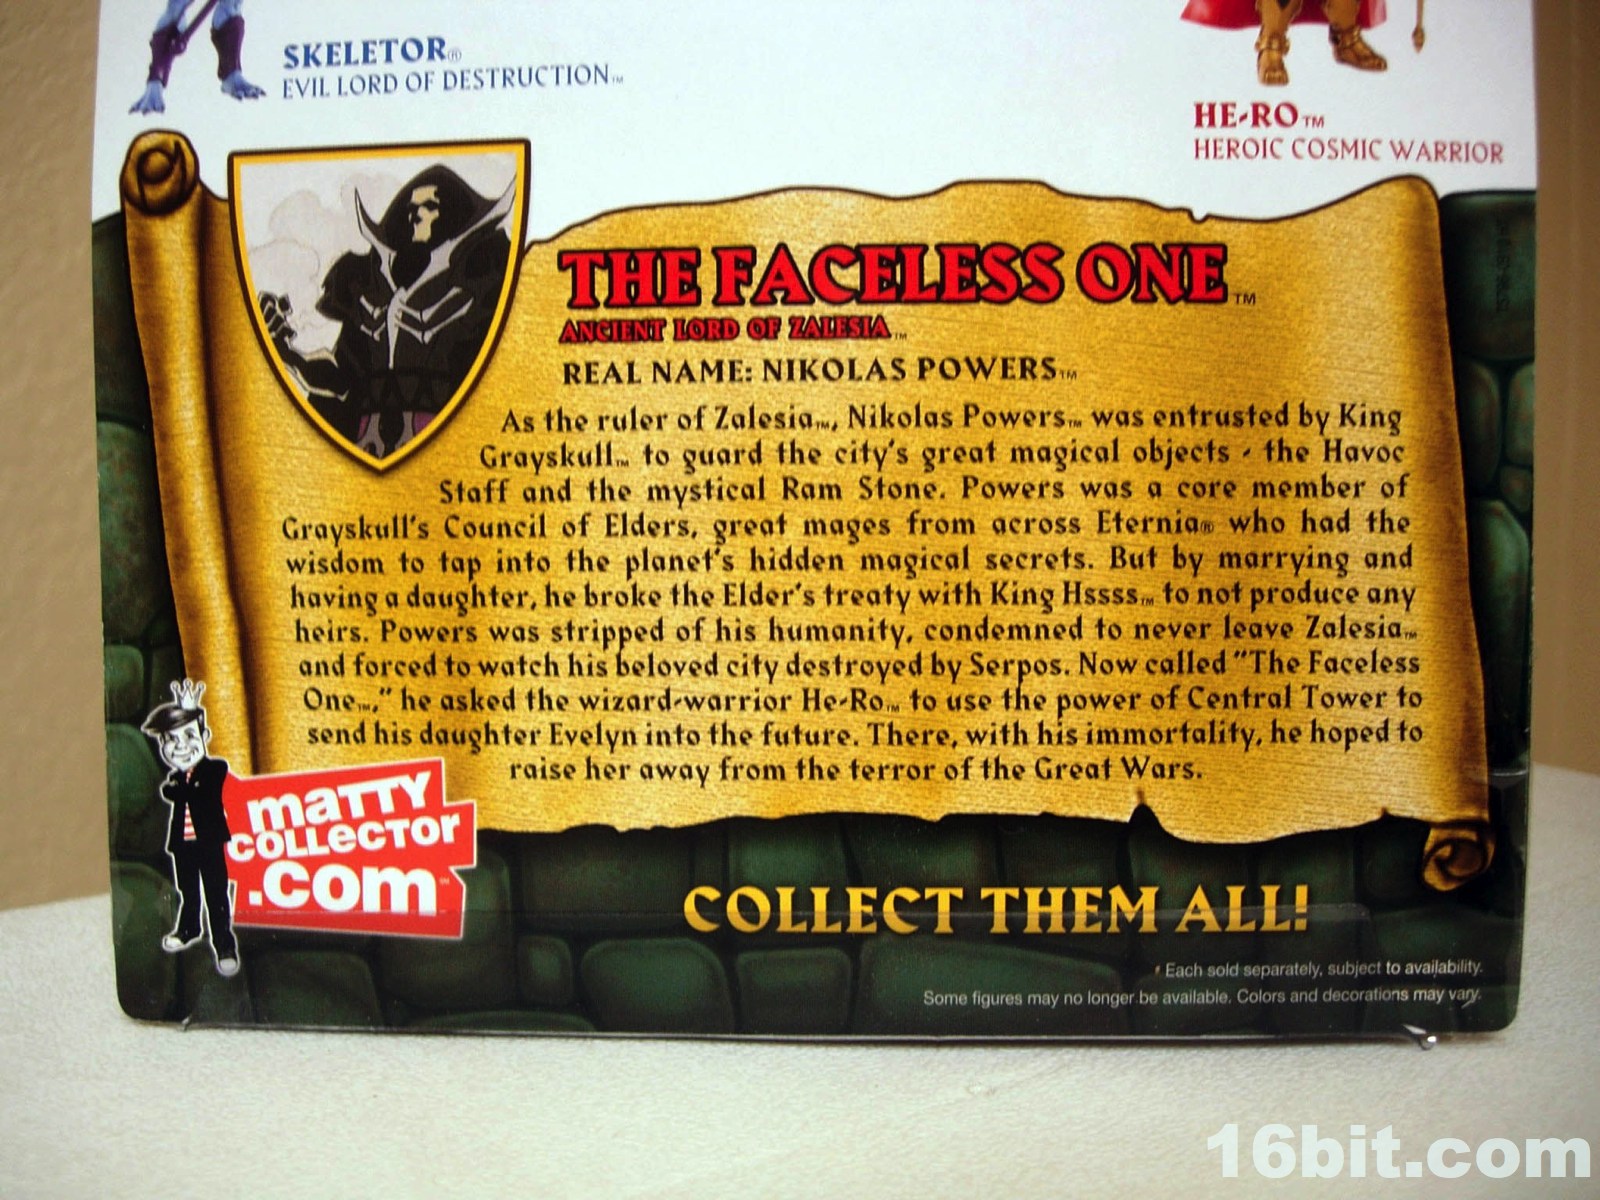 SKELETOR®
EVIL LORD OF DESTRUCTION™
HE-RO™
HEROIC COSMIC WARRIOR
THE FACELESS ONE™
ANCIENT LORD OF ZALESIA™
REAL NAME: NIKOLAS POWERS™
As the ruler of Zalesia™, Nikolas Powers™ was entrusted by King
Grayskull™ to guard the city's great magical objects - the Havoc
Staff and the mystical Ram Stone. Powers was a core member of
Grayskull's Council of Elders, great mages from across Eternia® who had the
wisdom to tap into the planet's hidden magical secrets. But by marrying and
having a daughter, he broke the Elder's treaty with King Hssss™ to not produce any
heirs. Powers was stripped of his humanity, condemned to never leave Zalesia™
and forced to watch his beloved city destroyed by Serpos. Now called "The Faceless
One™," he asked the wizard-warrior He-Ro™ to use the power of Central Tower to
send his daughter Evelyn into the future. There, with his immortality, he hoped to
raise her away from the terror of the Great Wars.
maTTY
COLLECTOR
.com
COLLECT THEM ALL!
Each sold separately, subject to availability.
Some figures may no longer be available. Colors and decorations may vary.
16bit.com